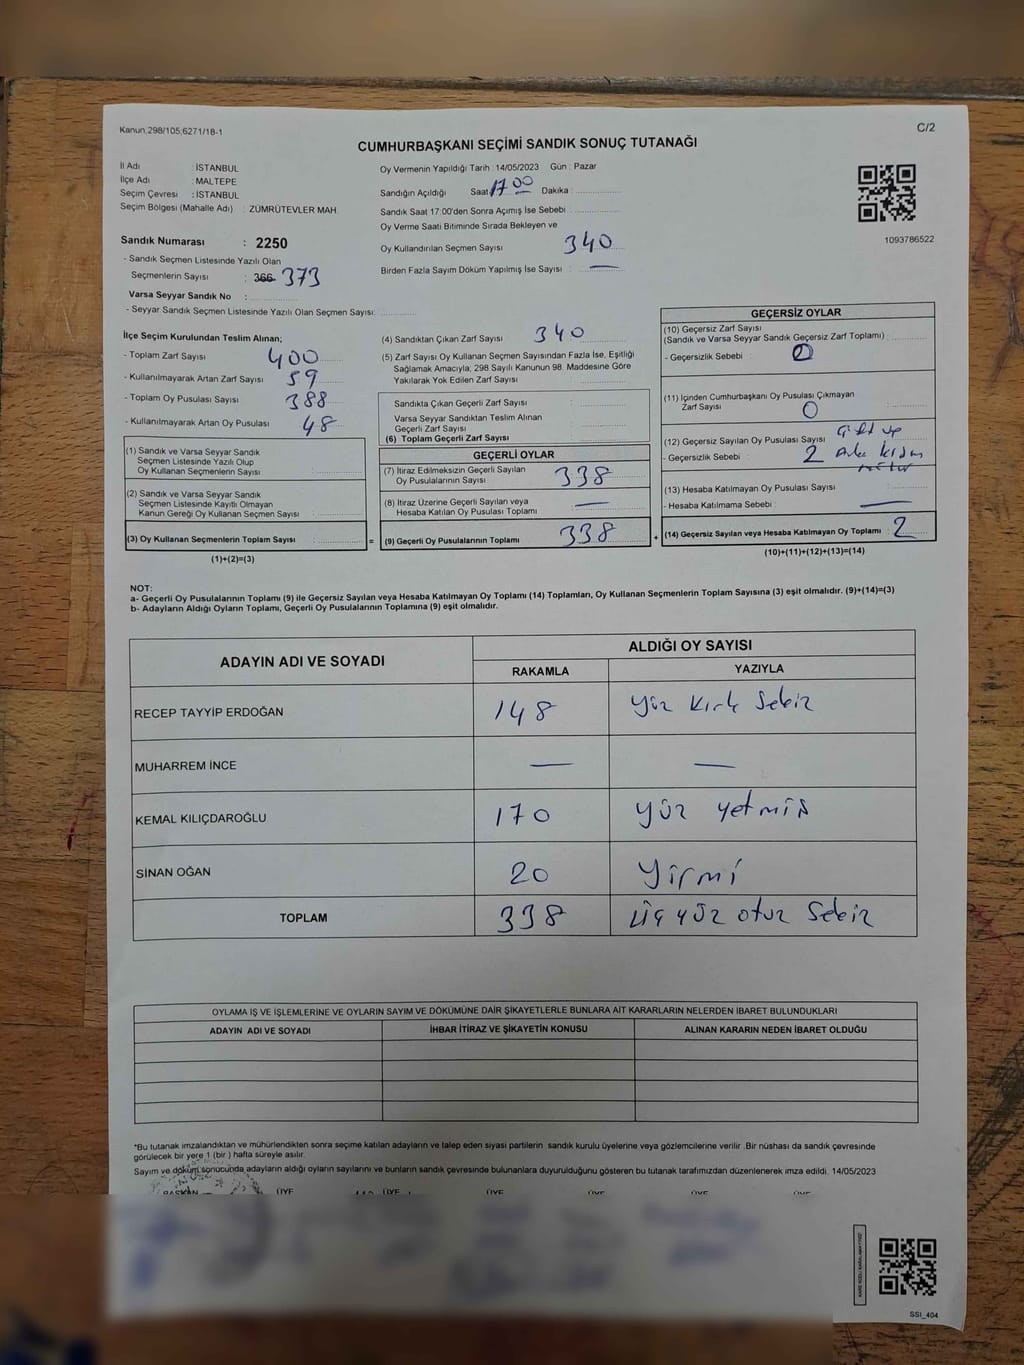 Kanun;298/105;6271/18-1
C/2
CUMHURBAŞKANI SEÇİMİ SANDIK SONUÇ TUTANAĞI
İl Adı : İSTANBUL
İlçe Adı : MALTEPE
Seçim Çevresi : İSTANBUL
Seçim Bölgesi (Mahalle Adı) : ZÜMRÜTEVLER MAH.
Oy Vermenin Yapıldığı Tarih : 14/05/2023 Gün : Pazar
Sandığın Açıldığı Saat 17 00 Dakika :
Sandık Saat 17:00'den Sonra Açımış İse Sebebi :
Oy Verme Saati Bitiminde Sırada Bekleyen ve
Oy Kullandırılan Seçmen Sayısı : 340
Birden Fazla Sayım Döküm Yapılmış İse Sayısı : —
1093786522
Sandık Numarası : 2250
- Sandık Seçmen Listesinde Yazılı Olan
Seçmenlerin Sayısı : 366 373
Varsa Seyyar Sandık No :
- Seyyar Sandık Seçmen Listesinde Yazılı Olan Seçmen Sayısı:
İlçe Seçim Kurulundan Teslim Alınan;
- Toplam Zarf Sayısı : 400
- Kullanılmayarak Artan Zarf Sayısı : 59
- Toplam Oy Pusulası Sayısı : 388
- Kullanılmayarak Artan Oy Pusulası : 48
(1) Sandık ve Varsa Seyyar Sandık
Seçmen Listesinde Yazılı Olup
Oy Kullanan Seçmenlerin Sayısı :
(2) Sandık ve Varsa Seyyar Sandık
Seçmen Listesinde Kayıtlı Olmayan
Kanun Gereği Oy Kullanan Seçmen Sayısı :
(3) Oy Kullanan Seçmenlerin Toplam Sayısı :
(1)+(2)=(3)
=
(4) Sandıktan Çıkan Zarf Sayısı : 340
(5) Zarf Sayısı Oy Kullanan Seçmen Sayısından Fazla İse, Eşitliği
Sağlamak Amacıyla; 298 Sayılı Kanunun 98. Maddesine Göre
Yakılarak Yok Edilen Zarf Sayısı :
Sandıkta Çıkan Geçerli Zarf Sayısı :
Varsa Seyyar Sandıktan Teslim Alınan
Geçerli Zarf Sayısı :
(6) Toplam Geçerli Zarf Sayısı :
GEÇERLİ OYLAR
(7) İtiraz Edilmeksizin Geçerli Sayılan
Oy Pusulalarının Sayısı : 338
(8) İtiraz Üzerine Geçerli Sayılan veya
Hesaba Katılan Oy Pusulası Toplamı : —
(9) Geçerli Oy Pusulalarının Toplamı : 338
+
GEÇERSİZ OYLAR
(10) Geçersiz Zarf Sayısı
(Sandık ve Varsa Seyyar Sandık Geçersiz Zarf Toplamı) :
- Geçersizlik Sebebi : 0
(11) İçinden Cumhurbaşkanı Oy Pusulası Çıkmayan
Zarf Sayısı : 0
(12) Geçersiz Sayılan Oy Pusulası Sayısı
- Geçersizlik Sebebi : 2
(13) Hesaba Katılmayan Oy Pusulası Sayısı :
- Hesaba Katılmama Sebebi : —
(14) Geçersiz Sayılan veya Hesaba Katılmayan Oy Toplamı : 2
(10)+(11)+(12)+(13)=(14)
NOT:
a- Geçerli Oy Pusulalarının Toplamı (9) ile Geçersiz Sayılan veya Hesaba Katılmayan Oy Toplamı (14) Toplamları, Oy Kullanan Seçmenlerin Toplam Sayısına (3) eşit olmalıdır. (9)+(14)=(3)
b- Adayların Aldığı Oyların Toplamı, Geçerli Oy Pusulalarının Toplamına (9) eşit olmalıdır.
ADAYIN ADI VE SOYADI
ALDIĞI OY SAYISI
RAKAMLA YAZIYLA
RECEP TAYYİP ERDOĞAN 148 yüz kırk sekiz
MUHARREM İNCE — —
KEMAL KILIÇDAROĞLU 170 yüz yetmiş
SİNAN OĞAN 20 yirmi
TOPLAM 338 üç yüz otuz sekiz
OYLAMA İŞ VE İŞLEMLERİNE VE OYLARIN SAYIM VE DÖKÜMÜNE DAİR ŞİKAYETLERLE BUNLARA AİT KARARLARIN NELERDEN İBARET BULUNDUKLARI
ADAYIN ADI VE SOYADI İHBAR İTİRAZ VE ŞİKAYETİN KONUSU ALINAN KARARIN NEDEN İBARET OLDUĞU
*Bu tutanak imzalandıktan ve mühürlendikten sonra seçime katılan adayların ve talep eden siyasi partilerin sandık kurulu üyelerine veya gözlemcilerine verilir .Bir nüshası da sandık çevresinde
görülecek bir yere 1 (bir ) hafta süreyle asılır.
Sayım ve döküm sonucunda adayların aldığı oyların sayılarını ve bunların sandık çevresinde bulunanlara duyurulduğunu gösteren bu tutanak tarafımızdan düzenlenerek imza edildi. 14/05/2023
BAŞKAN ÜYE ÜYE ÜYE ÜYE ÜYE ÜYE
SSI_404